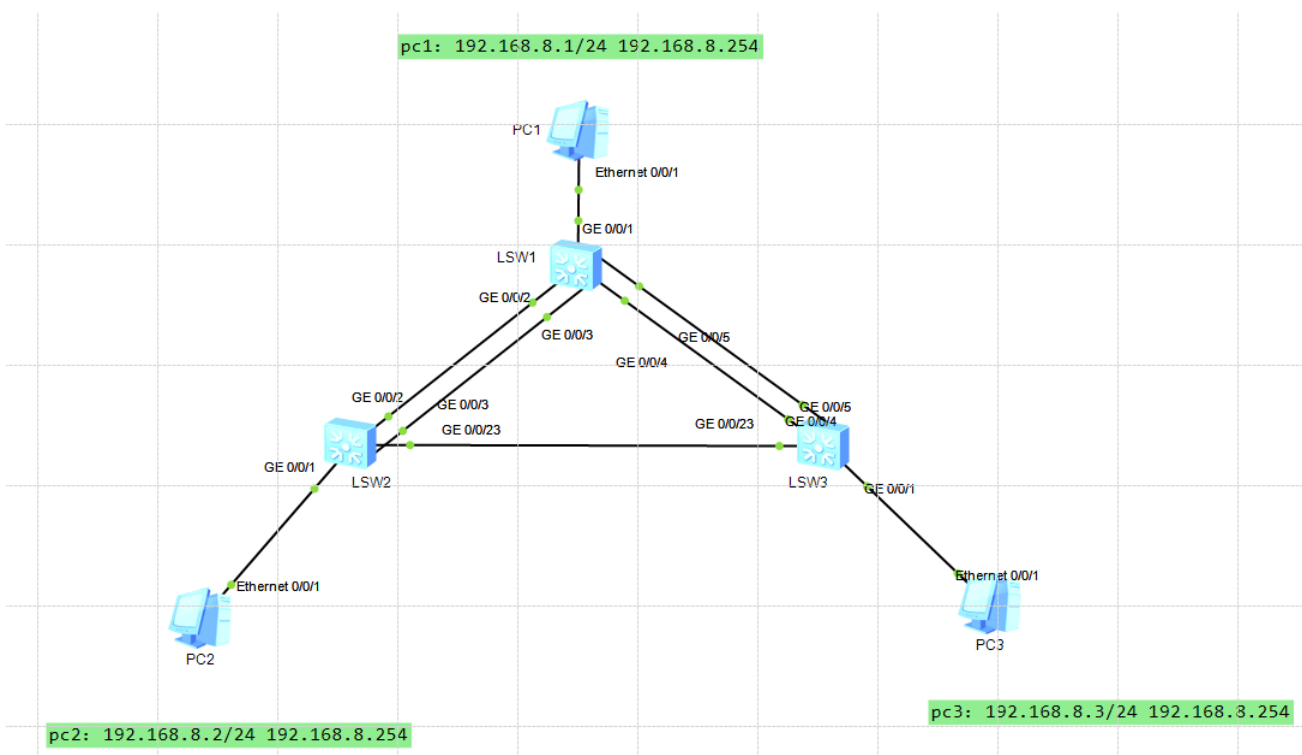 pc1: 192.168.8.1/24 192.168.8.254
PC1
Ethernet 0/0/1
GE 0/0/1
LSW1
GE 0/0/2
GE 0/0/3
GE 0/0/5
GE 0/0/4
GE 0/0/2
GE 0/0/3
GE 0/0/5
GE 0/0/4
GE 0/0/23
GE 0/0/23
GE 0/0/1
LSW2
LSW3
GE 0/0/1
Ethernet 0/0/1
Ethernet 0/0/1
PC2
PC3
pc3: 192.168.8.3/24 192.168.8.254
pc2: 192.168.8.2/24 192.168.8.254